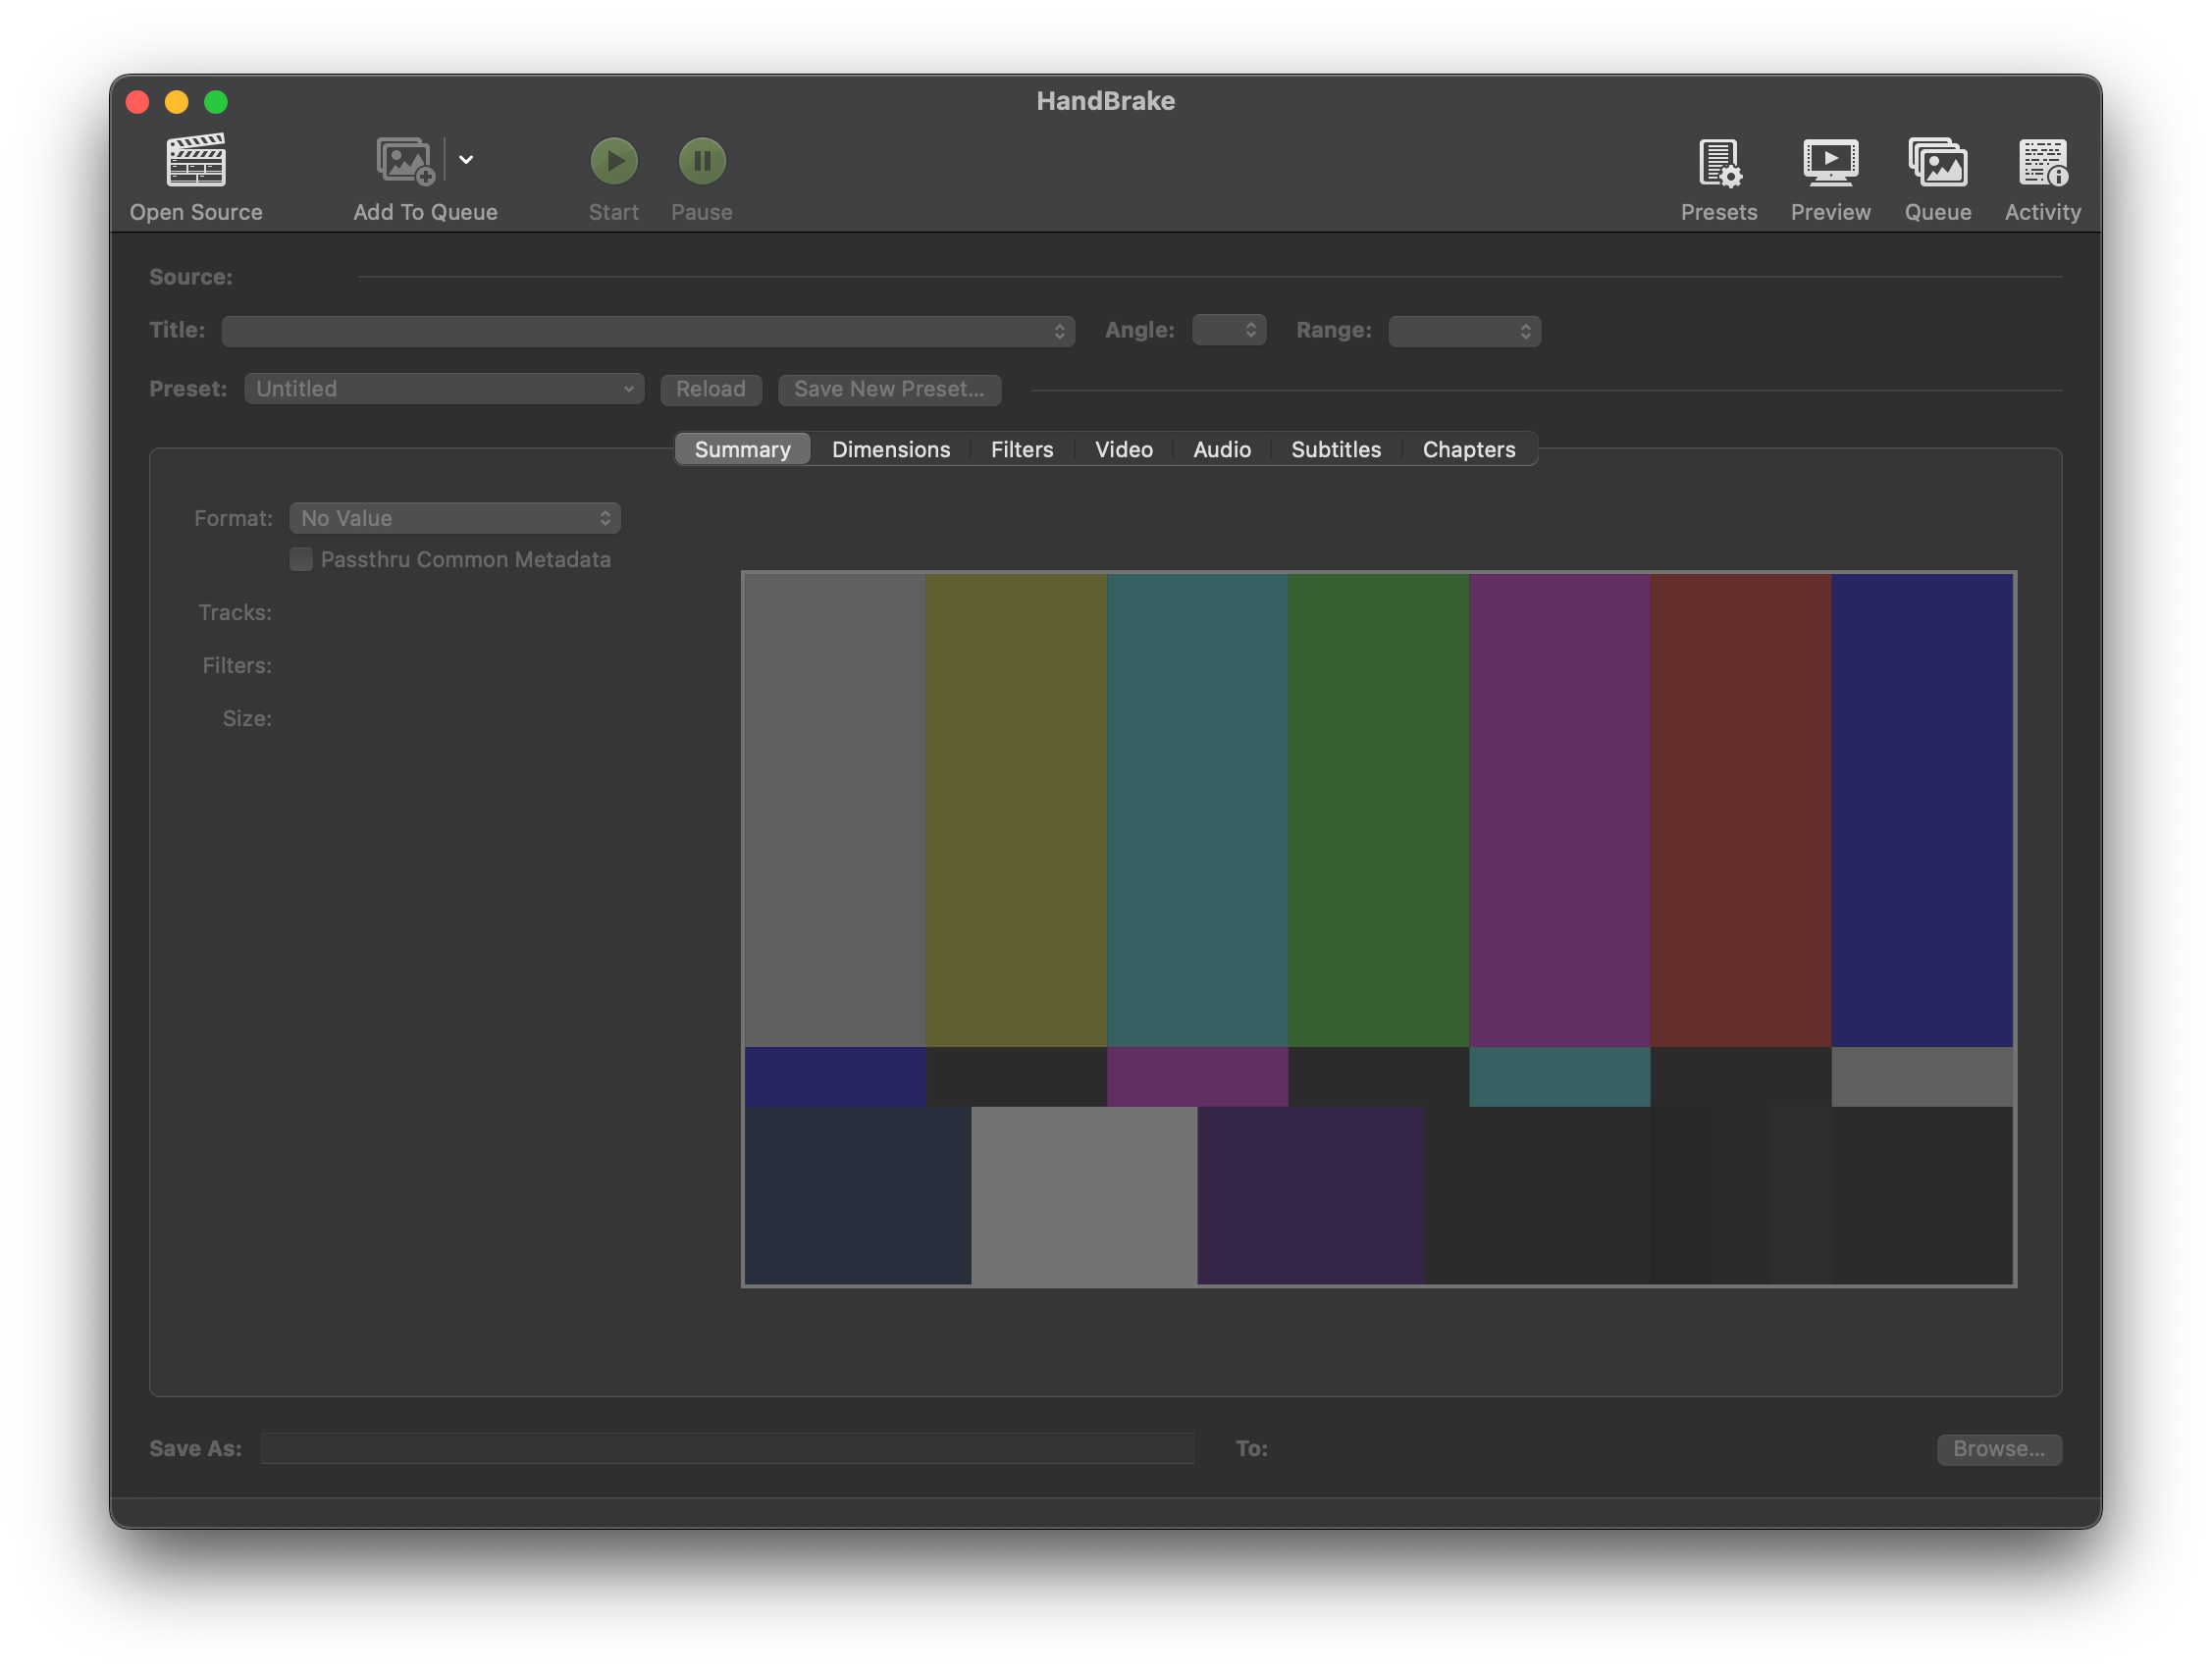 HandBrake
Open Source
Add To Queue
Start
Pause
Presets
Preview
Queue
Activity
Source:
Title:
Angle:
Range:
Preset: Untitled Reload Save New Preset...
Summary Dimensions Filters Video Audio Subtitles Chapters
Format: No Value
Passthru Common Metadata
Tracks:
Filters:
Size:
Save As:
To:
Browse...